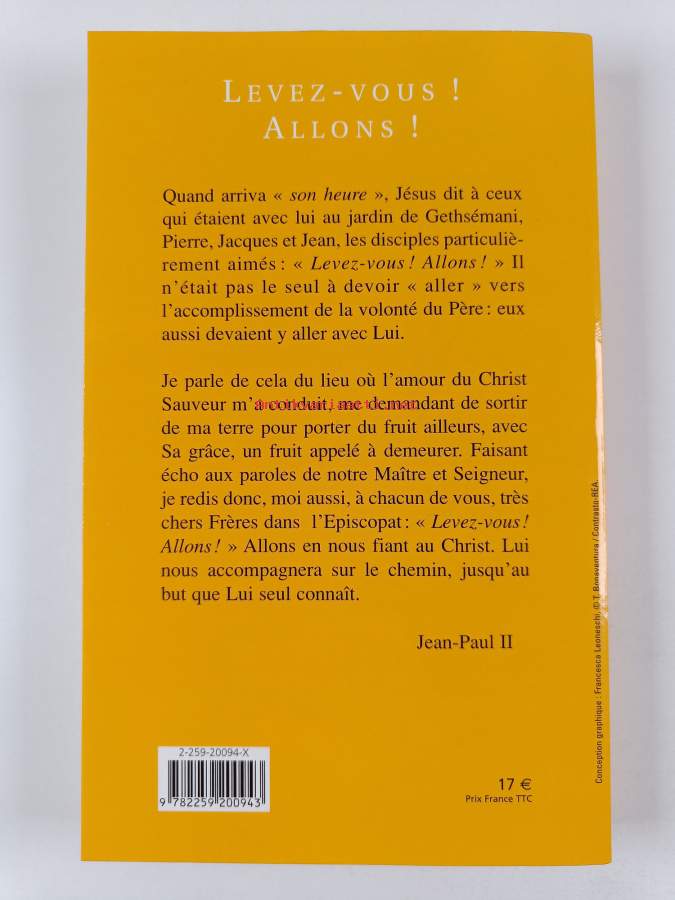 LEVEZ-VOUS !
ALLONS !
Quand arriva « son heure », Jésus dit à ceux
qui étaient avec lui au jardin de Gethsémani,
Pierre, Jacques et Jean, les disciples particuliè-
rement aimés : « Levez-vous ! Allons ! » Il
n’était pas le seul à devoir « aller » vers
l’accomplissement de la volonté du Père : eux
aussi devaient y aller avec Lui.
Je parle de cela du lieu où l’amour du Christ
Sauveur m’a conduit, me demandant de sortir
de ma terre pour porter du fruit ailleurs, avec
Sa grâce, un fruit appelé à demeurer. Faisant
écho aux paroles de notre Maître et Seigneur,
je redis donc, moi aussi, à chacun de vous, très
chers Frères dans l’Episcopat : « Levez-vous !
Allons ! » Allons en nous fiant au Christ. Lui
nous accompagnera sur le chemin, jusqu’au
but que Lui seul connaît.
Jean-Paul II
2-259-20094-X
9 782259 200943
17 €
Prix France TTC
Conception graphique : Francesca Leoneschi, © T. Bonaventura / Contrasto-REA.